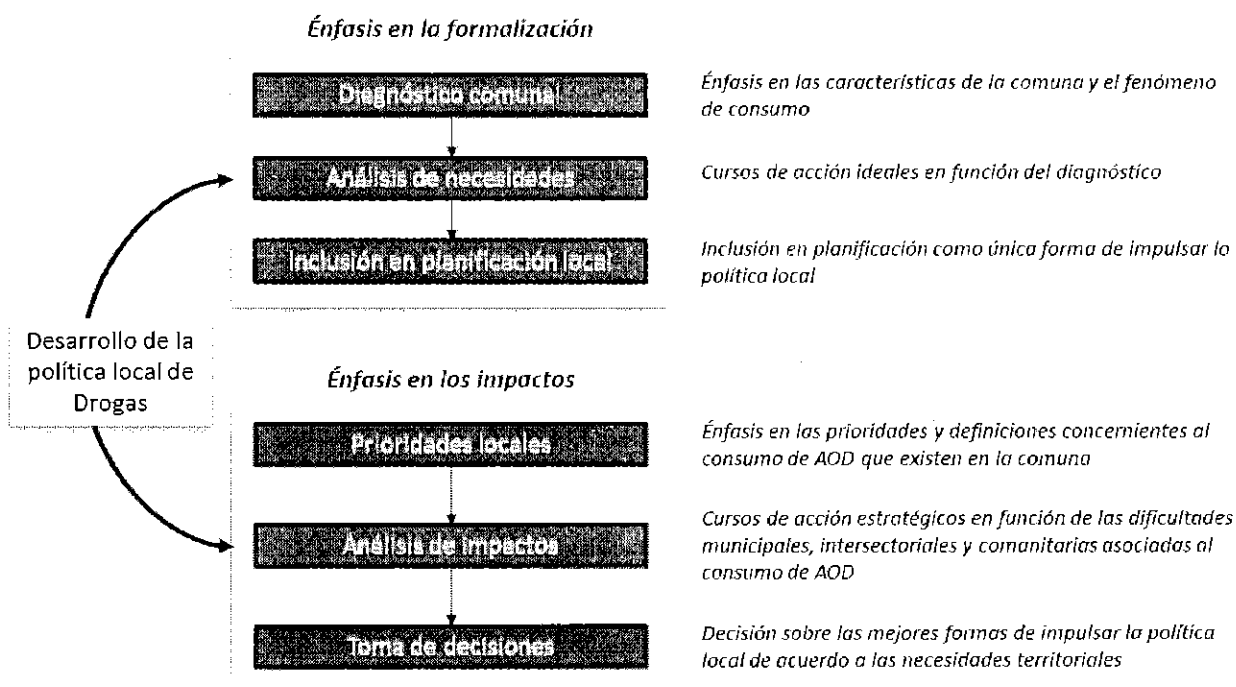 Énfasis en la formalización
Diagnóstico comunal
Énfasis en las características de la comuna y el fenómeno
de consumo
Análisis de necesidades
Cursos de acción ideales en función del diagnóstico
Inclusión en planificación local
Inclusión en planificación como única forma de impulsar la
política local
Desarrollo de la
política local de
Drogas
Énfasis en los impactos
Prioridades locales
Énfasis en las prioridades y definiciones concernientes al
consumo de AOD que existen en la comuna
Análisis de impactos
Cursos de acción estratégicos en función de las dificultades
municipales, intersectoriales y comanitarias asociadas al
consumo de AOD
Toma de decisiones
Decisión sobre las mejores formas de impulsar la política
local de acuerdo a las necesidades territoriales